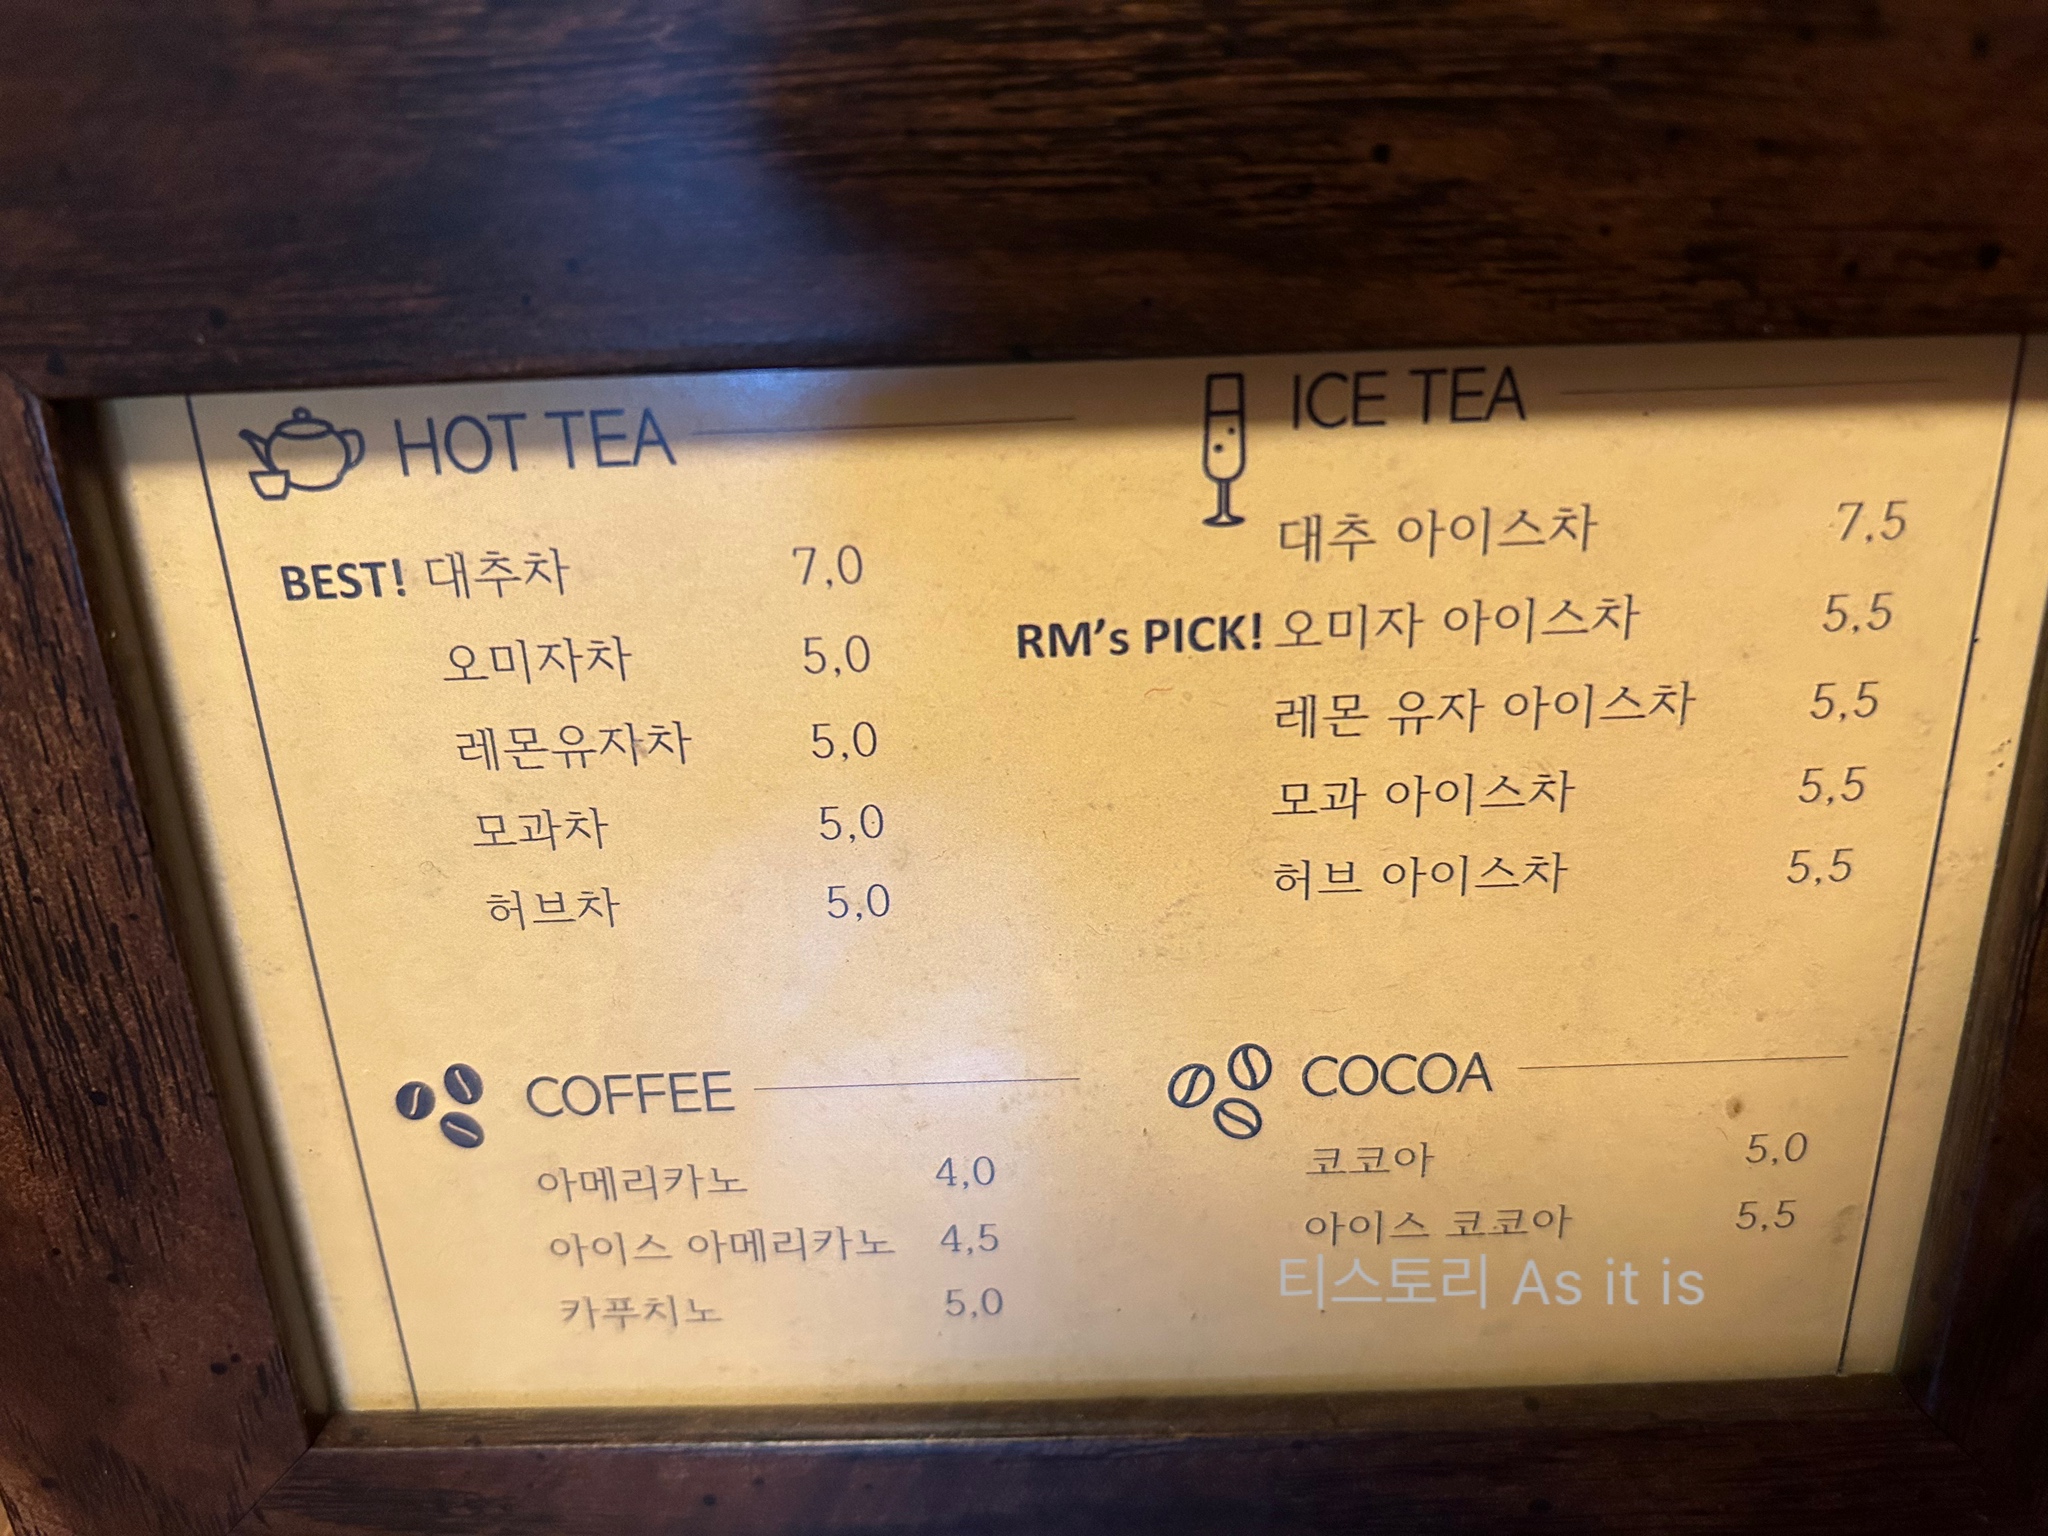 HOT TEA
BEST! 대추차 7,0
오미자차 5,0
레몬유자차 5,0
모과차 5,0
허브차 5,0
ICE TEA
대추 아이스차 7,5
RM's PICK! 오미자 아이스차 5,5
레몬 유자 아이스차 5,5
모과 아이스차 5,5
허브 아이스차 5,5
COFFEE
아메리카노 4,0
아이스 아메리카노 4,5
카푸치노 5,0
COCOA
코코아 5,0
아이스 코코아 5,5
티스토리 As it is